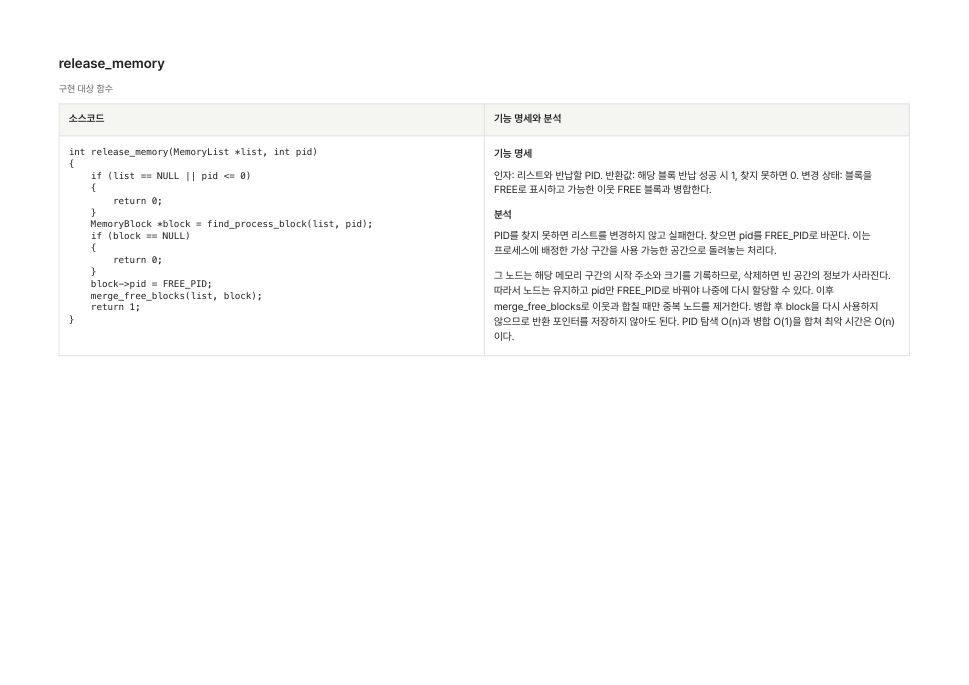 release_memory
구현 대상 함수
소스코드
기능 명세와 분석
int release_memory(MemoryList *list, int pid)
{
    if (list == NULL || pid <= 0)
    {
        return 0;
    }
    MemoryBlock *block = find_process_block(list, pid);
    if (block == NULL)
    {
        return 0;
    }
    block->pid = FREE_PID;
    merge_free_blocks(list, block);
    return 1;
}
기능 명세
인자: 리스트와 반납할 PID. 반환값: 해당 블록 반납 성공 시 1, 찾지 못하면 0. 변경 상태: 블록을
FREE로 표시하고 가능한 이웃 FREE 블록과 병합한다.
분석
PID를 찾지 못하면 리스트를 변경하지 않고 실패한다. 찾으면 pid를 FREE_PID로 바꾼다. 이는
프로세스에 배정한 가상 구간을 사용 가능한 공간으로 돌려놓는 처리다.
그 노드는 해당 메모리 구간의 시작 주소와 크기를 기록하므로, 삭제하면 빈 공간의 정보가 사라진다.
따라서 노드는 유지하고 pid만 FREE_PID로 바꿔야 나중에 다시 할당할 수 있다. 이후
merge_free_blocks로 이웃과 합칠 때만 중복 노드를 제거한다. 병합 후 block을 다시 사용하지
않으므로 반환 포인터를 저장하지 않아도 된다. PID 탐색 O(n)과 병합 O(1)을 합쳐 최악 시간은 O(n)
이다.